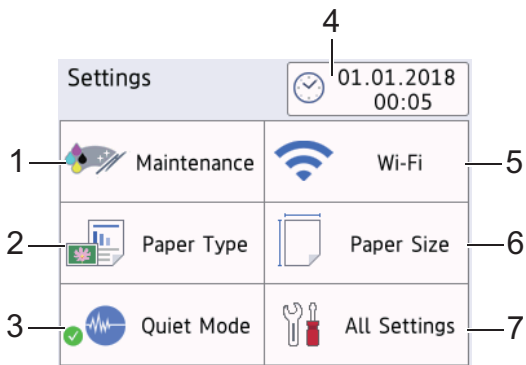 4
Settings
01.01.2018
00:05
1 Maintenance Wi-Fi 5
2 Paper Type Paper Size 6
3 Quiet Mode All Settings 7